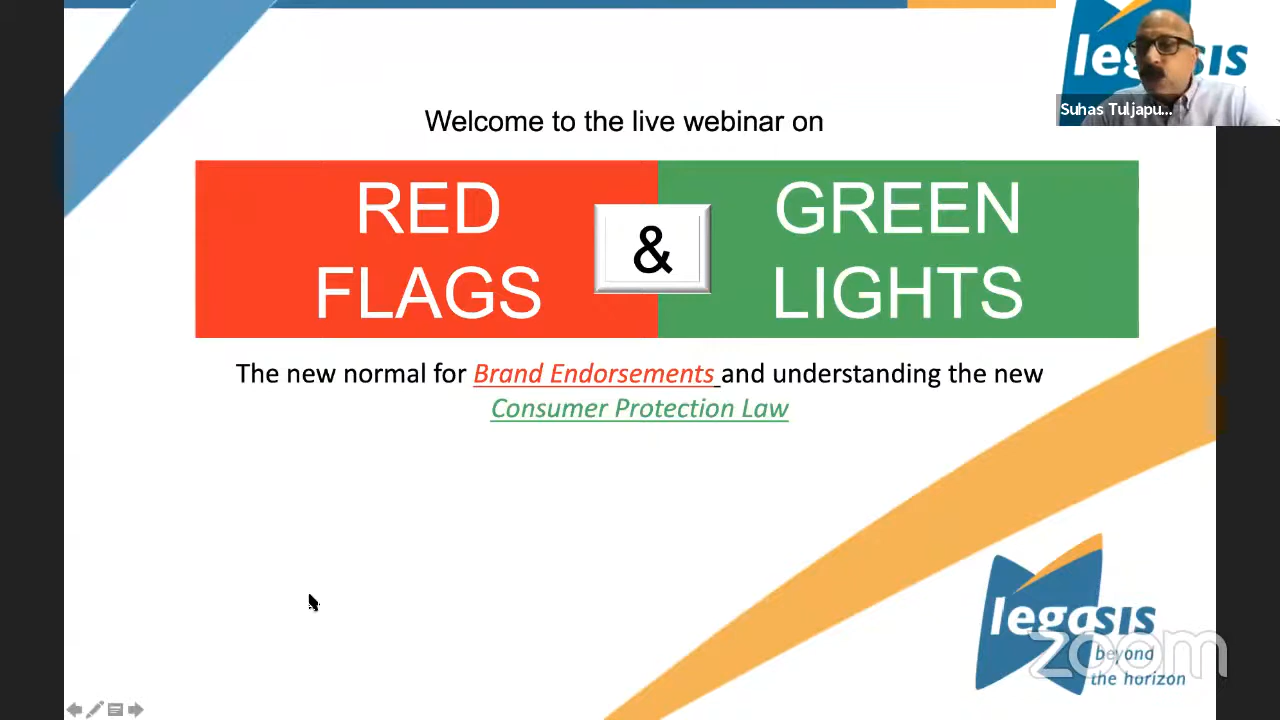 legasis
Suhas Tuljapu...
Welcome to the live webinar on
RED
FLAGS
&
GREEN
LIGHTS
The new normal for Brand Endorsements and understanding the new
Consumer Protection Law
legasis
zoom
beyond
the horizon